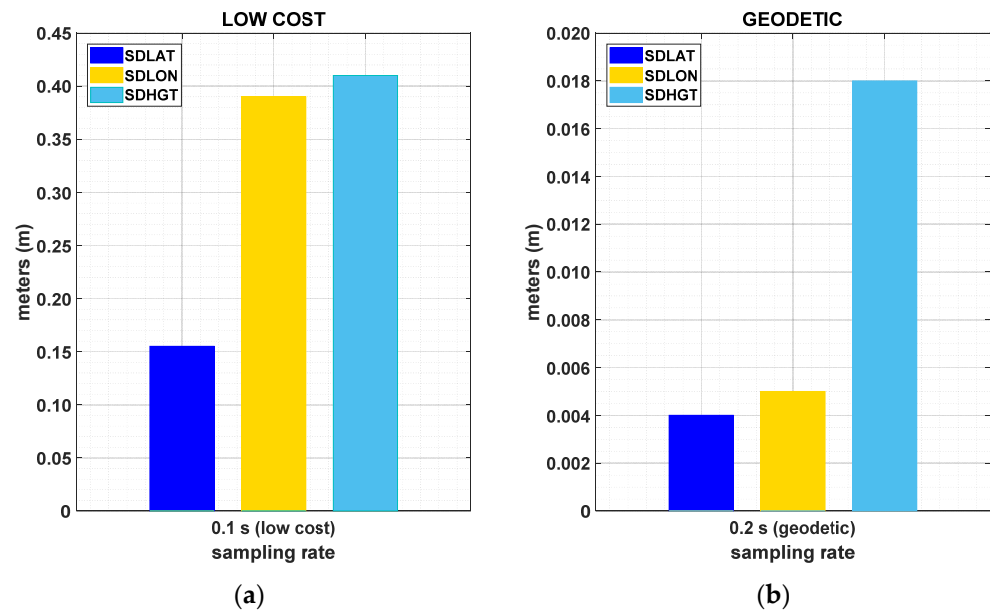 LOW COST
0.45
0.40
0.35
0.30
0.25
0.20
0.15
0.10
0.05
0
meters (m)
SDLAT
SDLON
SDHGT
0.1 s (low cost)
sampling rate
(a)
GEODETIC
0.020
0.018
0.016
0.014
0.012
0.010
0.008
0.006
0.004
0.002
0
meters (m)
SDLAT
SDLON
SDHGT
0.2 s (geodetic)
sampling rate
(b)